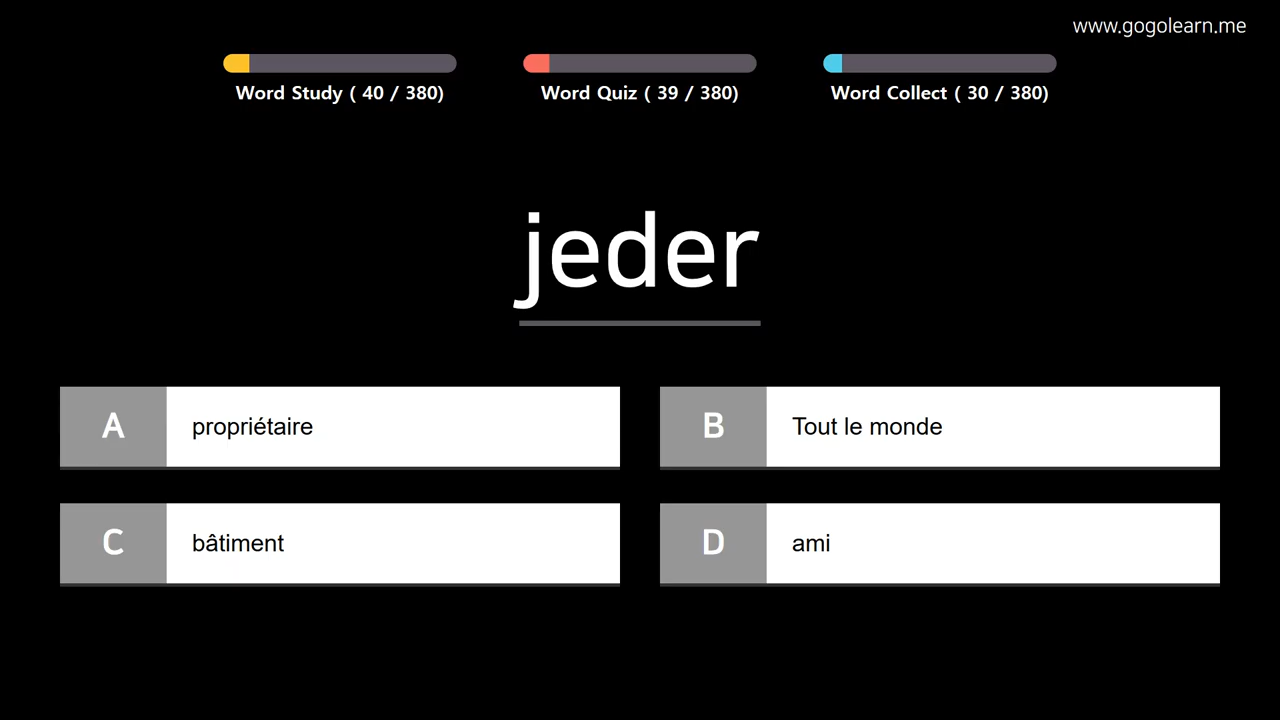 www.gogolearn.me
Word Study ( 40 / 380)
Word Quiz ( 39 / 380)
Word Collect ( 30 / 380)
jeder
A propriétaire
B Tout le monde
C bâtiment
D ami